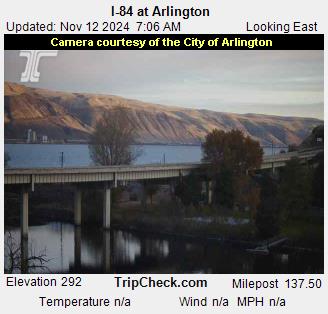 I-84 at Arlington
Updated: Nov 12 2024 7:06 AM Looking East
Camera courtesy of the City of Arlington
Elevation 292 TripCheck.com Milepost 137.50
Temperature n/a Wind n/a MPH n/a